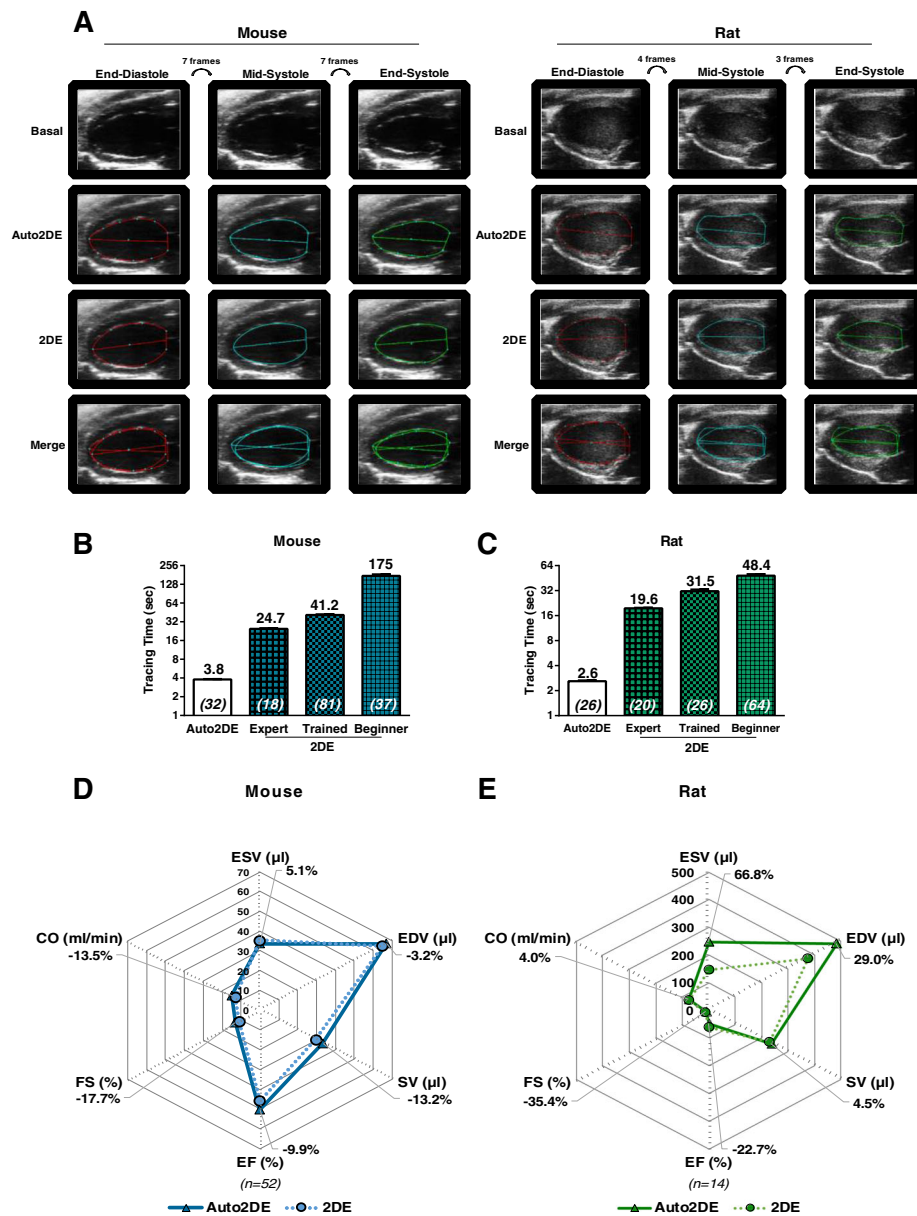 A
Mouse
7 frames
7 frames
End-Diastole
Mid-Systole
End-Systole
Rat
4 frames
3 frames
End-Diastole
Mid-Systole
End-Systole
Basal
Auto2DE
2DE
Merge
Basal
Auto2DE
2DE
Merge
B
Mouse
Tracing Time (sec)
256
128
64
32
16
8
4
2
1
3.8
24.7
41.2
175
(32)
(18)
(81)
(37)
Auto2DE
Expert
Trained
Beginner
2DE
C
Rat
Tracing Time (sec)
64
32
16
8
4
2
1
2.6
19.6
31.5
48.4
(26)
(20)
(26)
(64)
Auto2DE
Expert
Trained
Beginner
2DE
D
Mouse
ESV (µl)
5.1%
70
60
50
40
30
20
10
0
EDV (µl)
-3.2%
SV (µl)
-13.2%
-9.9%
EF (%)
(n=52)
FS (%)
-17.7%
CO (ml/min)
-13.5%
Auto2DE
2DE
E
Rat
ESV (µl)
66.8%
500
400
300
200
100
0
EDV (µl)
29.0%
SV (µl)
4.5%
-22.7%
EF (%)
(n=14)
FS (%)
-35.4%
CO (ml/min)
4.0%
Auto2DE
2DE